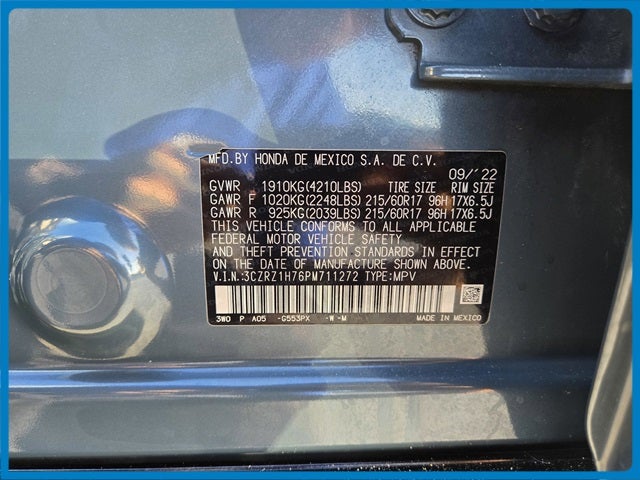 MFD.BY HONDA DE MEXICO S.A. DE C.V.
09/'22
GVWR 1910KG(4210LBS) TIRE SIZE RIM SIZE
GAWR F 1020KG(2248LBS) 215/60R17 96H 17X6.5J
GAWR R 925KG(2039LBS) 215/60R17 96H 17X6.5J
THIS VEHICLE CONFORMS TO ALL APPLICABLE
FEDERAL MOTOR VEHICLE SAFETY
AND THEFT PREVENTION STANDARDS IN EFFECT
ON THE DATE OF MANUFACTURE SHOWN ABOVE.
V.I.N.:3CZRZ1H76PM711272 TYPE:MPV
3WO P A05 -G553PX -W-M MADE IN MEXICO